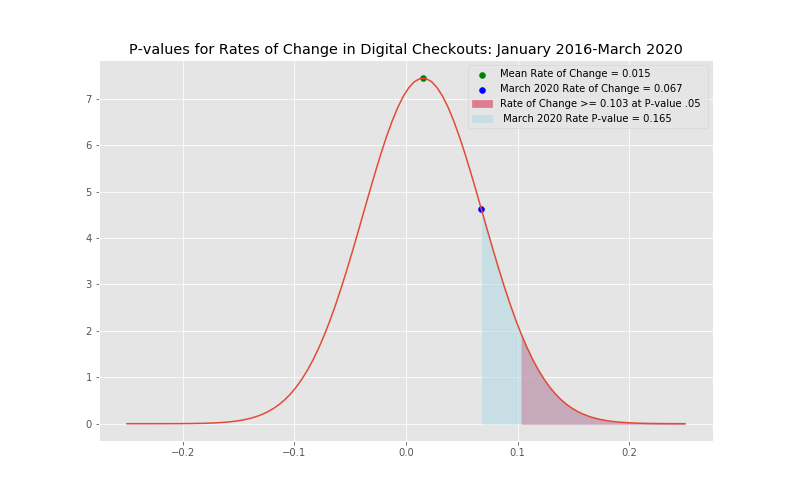 P-values for Rates of Change in Digital Checkouts: January 2016-March 2020
Mean Rate of Change = 0.015
March 2020 Rate of Change = 0.067
Rate of Change >= 0.103 at P-value .05
March 2020 Rate P-value = 0.165
7
6
5
4
3
2
1
0
−0.2
−0.1
0.0
0.1
0.2